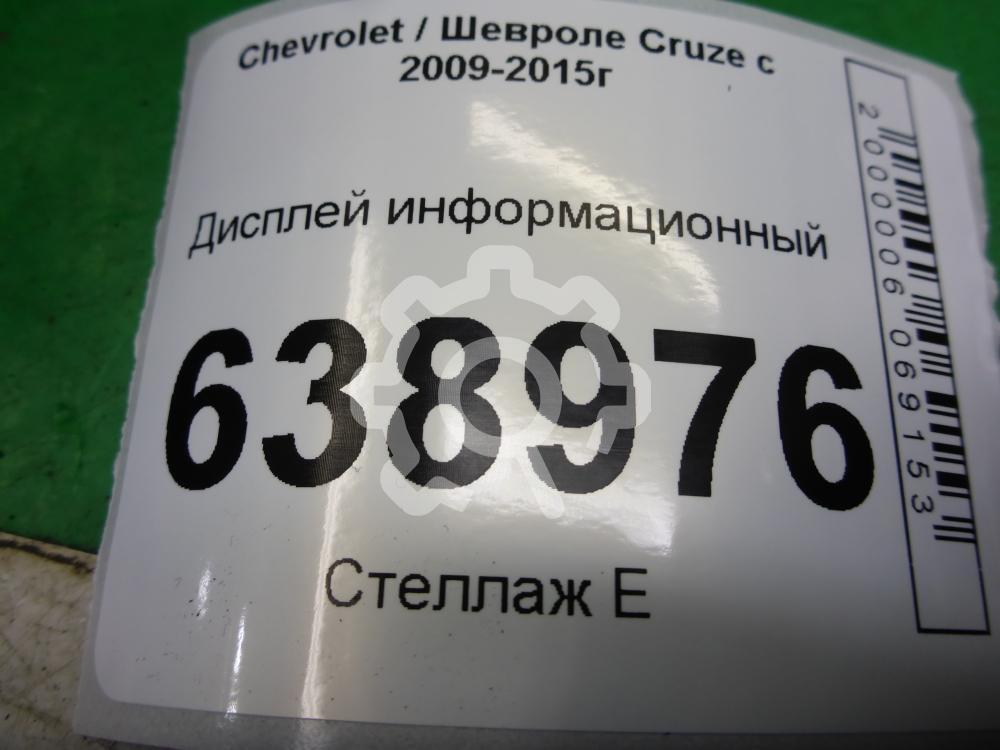 Chevrolet / Шевроле Cruze с
2009-2015г
Дисплей информационный
638976
Стеллаж Е
2000006069153